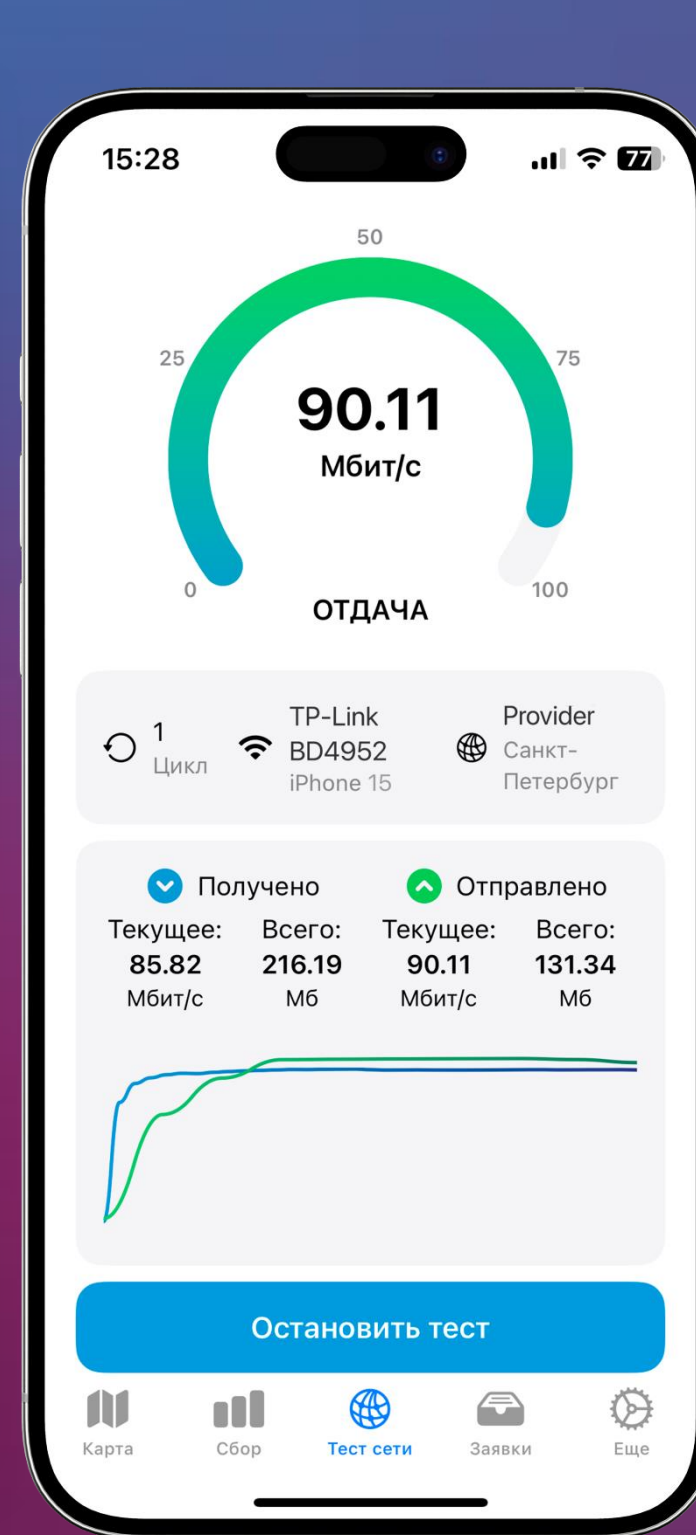 15:28
77
50
25
75
90.11
Мбит/с
0
100
ОТДАЧА
1
Цикл
TP-Link
BD4952
iPhone 15
Provider
Санкт-
Петербург
Получено
Отправлено
Текущее: Всего: Текущее: Всего:
85.82 216.19 90.11 131.34
Мбит/с Мб Мбит/с Мб
Остановить тест
Карта Сбор Тест сети Заявки Еще